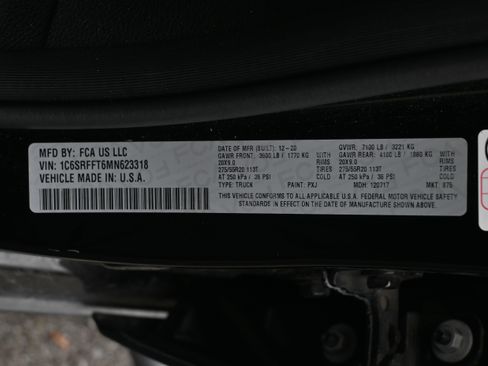 MFD BY: FCA US LLC
VIN: 1C6SRFFT6MN623318
VEHICLE MADE IN: U.S.A.
DATE OF MFR (BUILT): 12-20
GAWR FRONT: 3900 LB / 1770 KG WITH
20X9.0 TIRES
275/55R20 113T RIMS
AT 250 kPa / 36 PSI COLD
TYPE: TRUCK PAINT: PXJ
GVWR: 7100 LB / 3221 KG
GAWR REAR: 4100 LB / 1860 KG WITH
20X9.0 TIRES
275/55R20 113T RIMS
AT 250 kPa / 36 PSI COLD
MDH: 120717 MKT:
THIS VEHICLE CONFORMS TO ALL APPLICABLE U.S.A. FEDERAL MOTOR VEHICLE SAFETY
STANDARDS IN EFFECT ON THE DATE OF MANUFACTURE SHOWN ABOVE